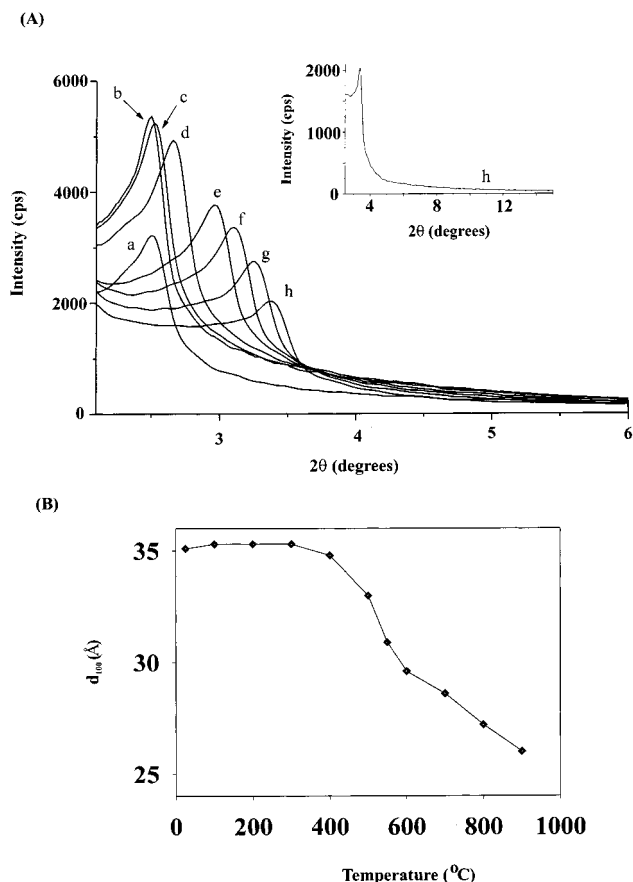 (A)
6000
4000
2000
0
Intensity (cps)
b
c
d
e
a
f
g
h
3
4
5
6
2θ (degrees)
2000
1000
0
Intensity (cps)
h
4
8
12
2θ (degrees)
(B)
35
30
25
d₁₀₀ (Å)
0
200
400
600
800
1000
Temperature (⁰C)